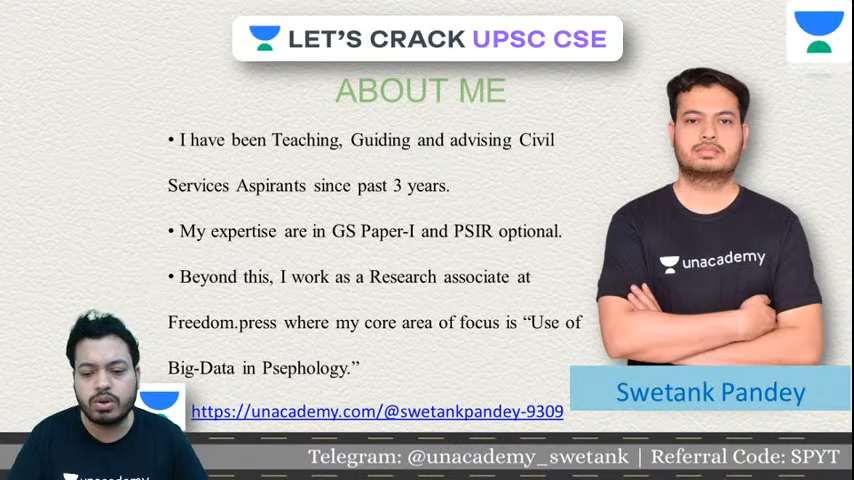 LET'S CRACK UPSC CSE
ABOUT ME
• I have been Teaching, Guiding and advising Civil
Services Aspirants since past 3 years.
• My expertise are in GS Paper-I and PSIR optional.
• Beyond this, I work as a Research associate at
Freedom.press where my core area of focus is “Use of
Big-Data in Psephology.”
https://unacademy.com/@swetankpandey-9309
unacademy
Swetank Pandey
unacademy
Telegram: @unacademy_swetank | Referral Code: SPYT